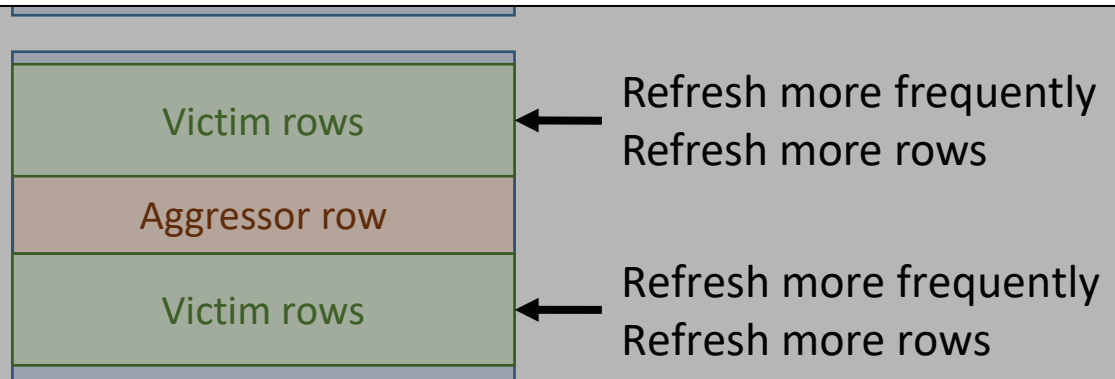 Victim rows
Refresh more frequently
Refresh more rows
Aggressor row
Victim rows
Refresh more frequently
Refresh more rows